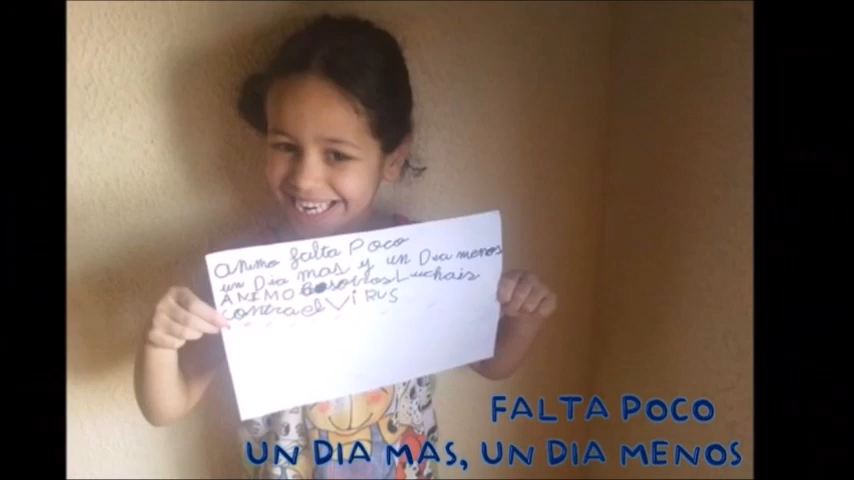 animo falta Poco
un Dia mas y un Dia menos
ANIMO bosotros Luchais
contra el ViRUS
FALTA POCO
UN DIA MAS, UN DIA MENOS